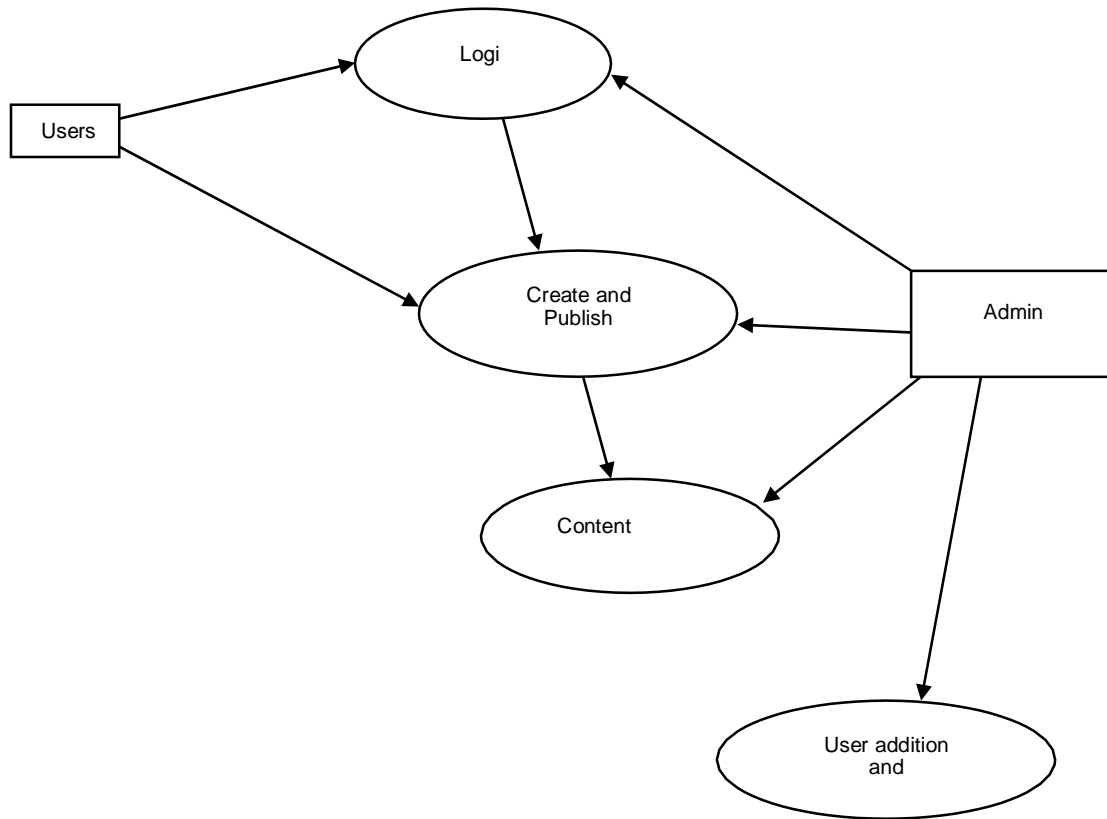 Logi
Users
Create and
Publish
Admin
Content
User addition
and